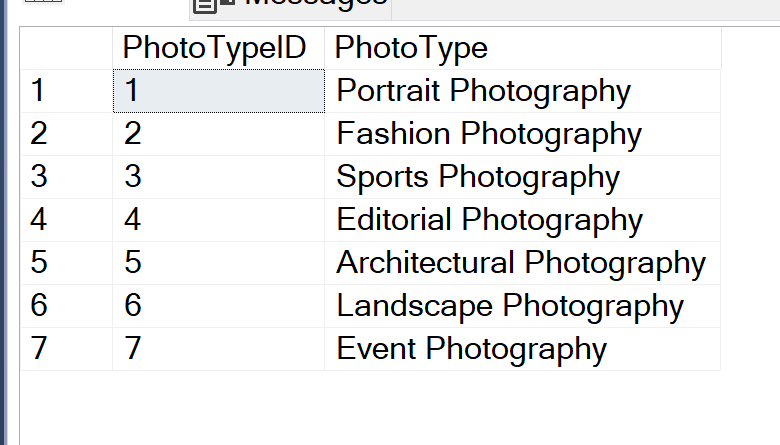 Messages
PhotoTypeID PhotoType
1 1 Portrait Photography
2 2 Fashion Photography
3 3 Sports Photography
4 4 Editorial Photography
5 5 Architectural Photography
6 6 Landscape Photography
7 7 Event Photography